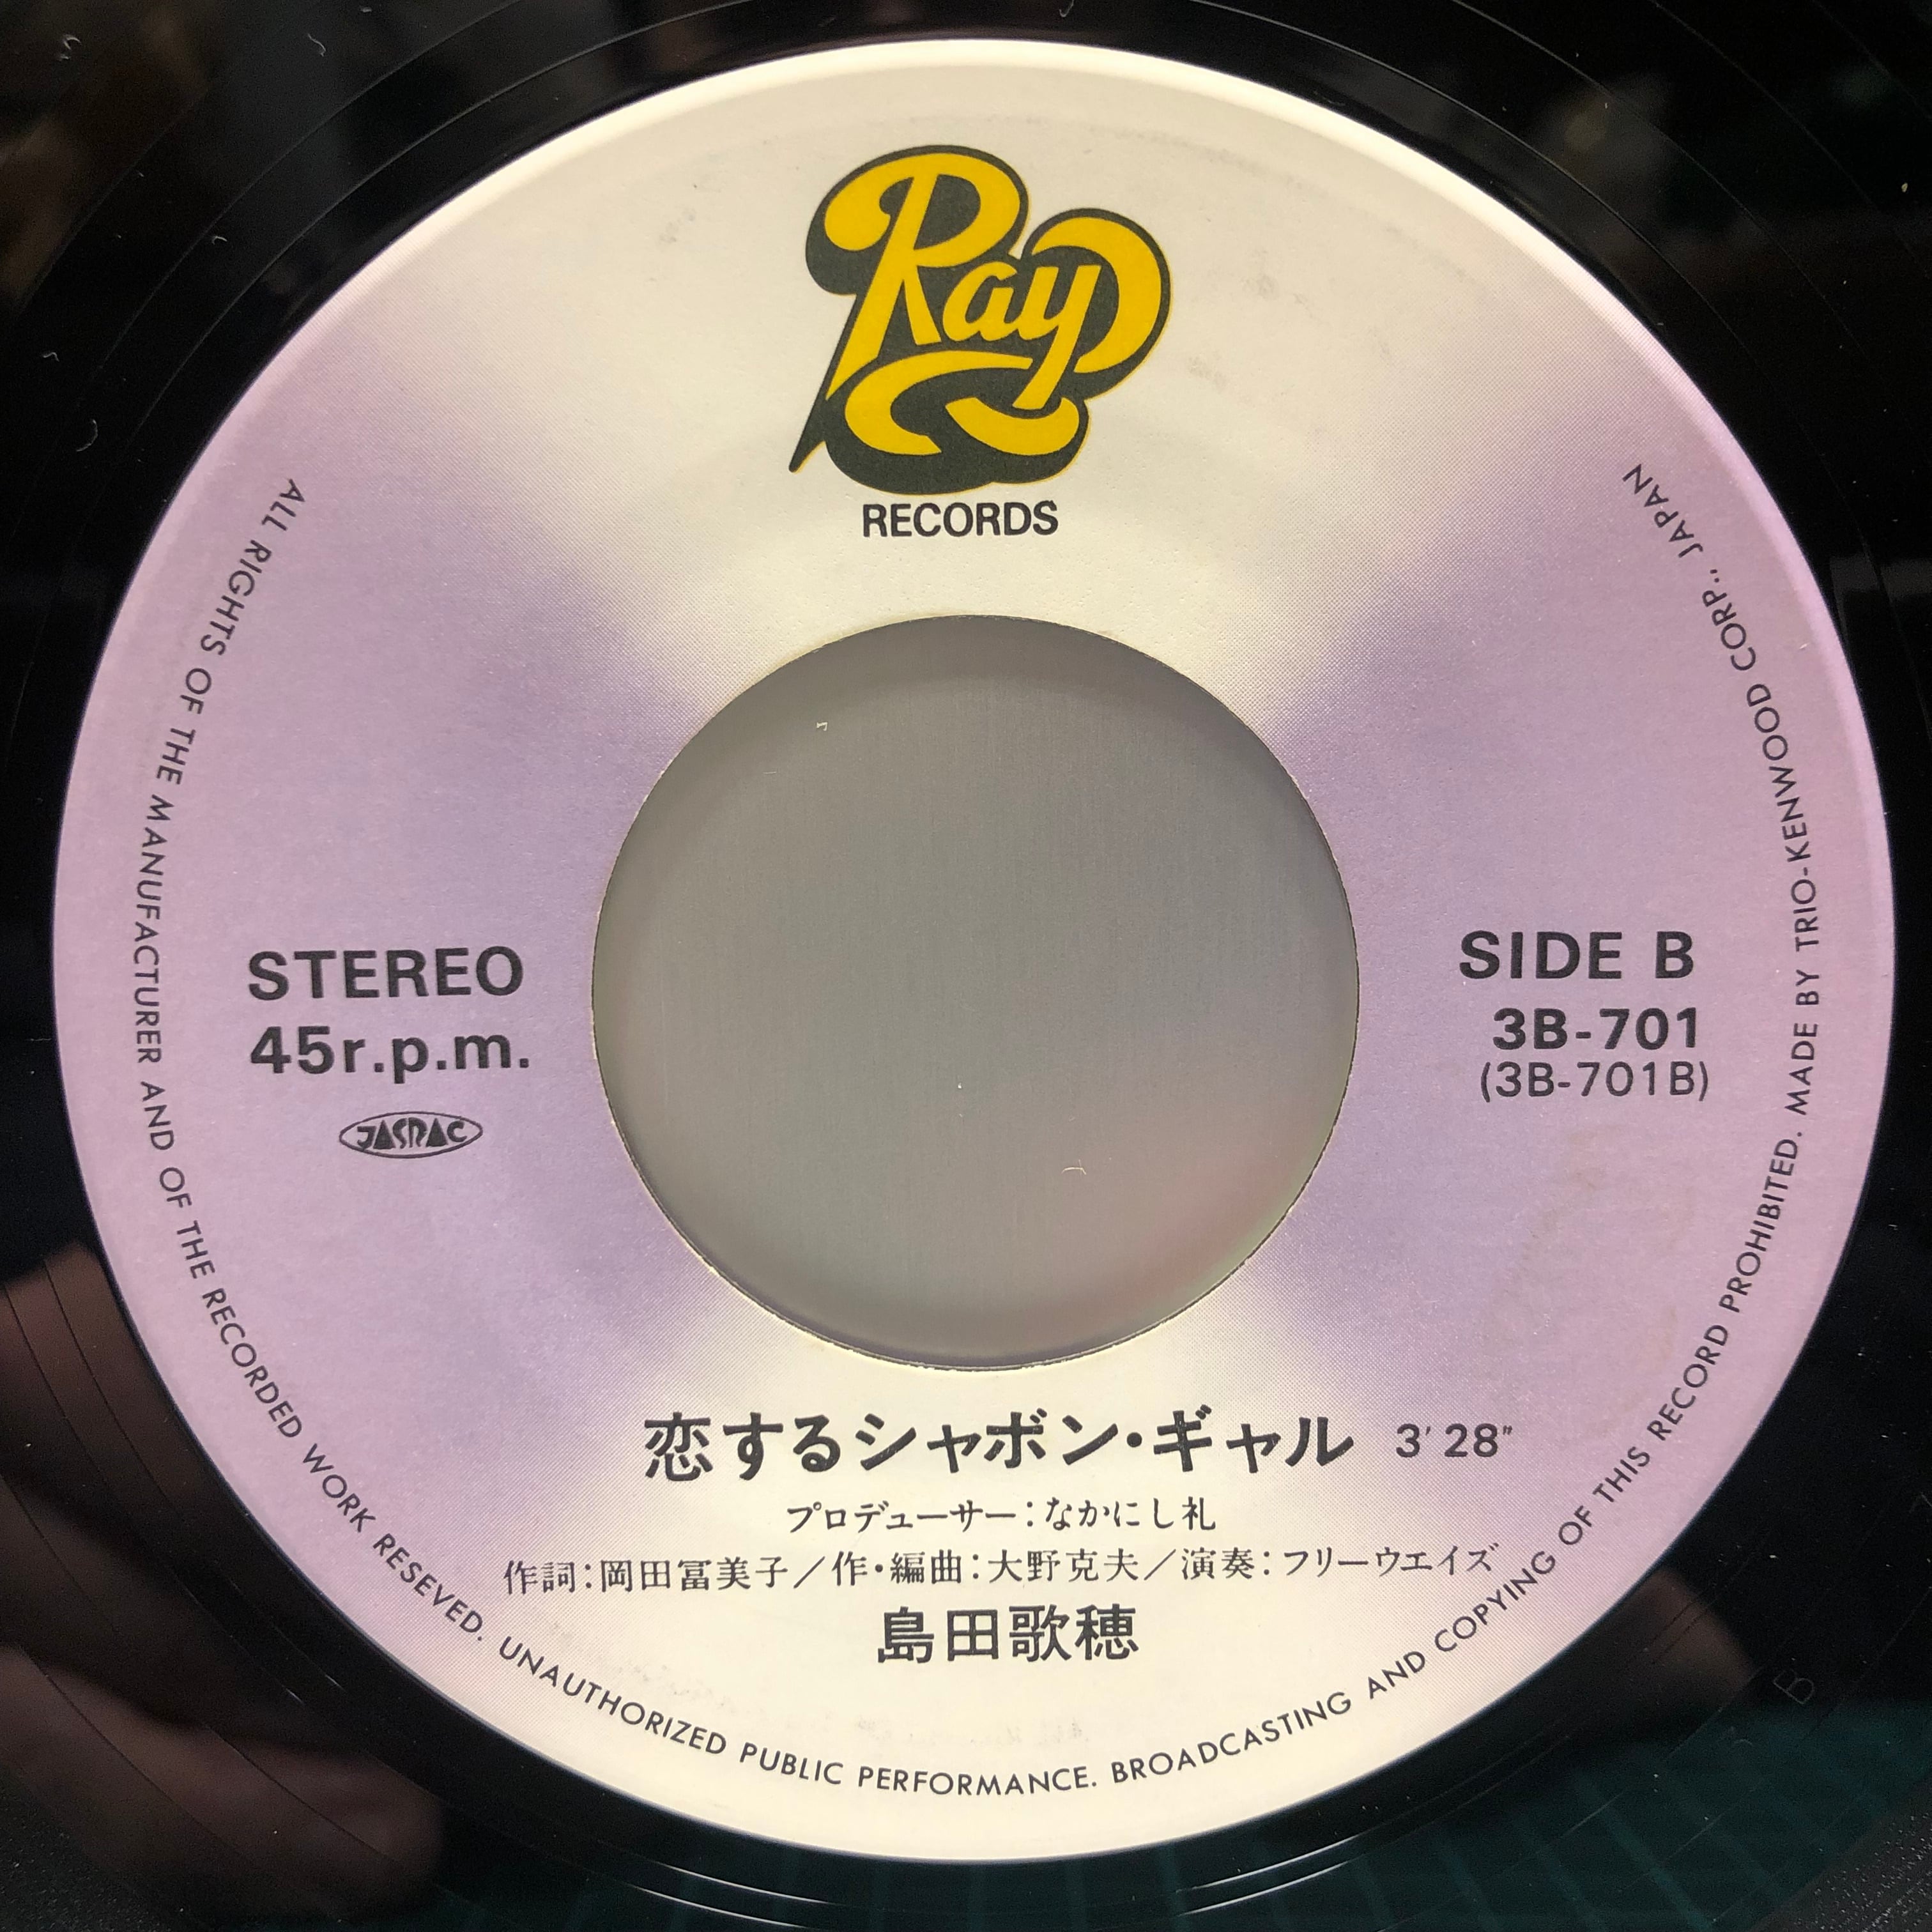 Ray
RECORDS
STEREO
45r.p.m.
JASRAC
SIDE B
3B-701
(3B-701B)
恋するシャボン・ギャル 3'28"
プロデューサー：なかにし礼
作詞：岡田冨美子／作・編曲：大野克夫／演奏：フリーウエイズ
島田歌穂
ALL RIGHTS OF THE MANUFACTURER AND OF THE RECORDED WORK RESEVED. UNAUTHORIZED PUBLIC PERFORMANCE. BROADCASTING AND COPYING OF THIS RECORD PROHIBITED. MADE BY TRIO-KENWOOD CORP., JAPAN
B